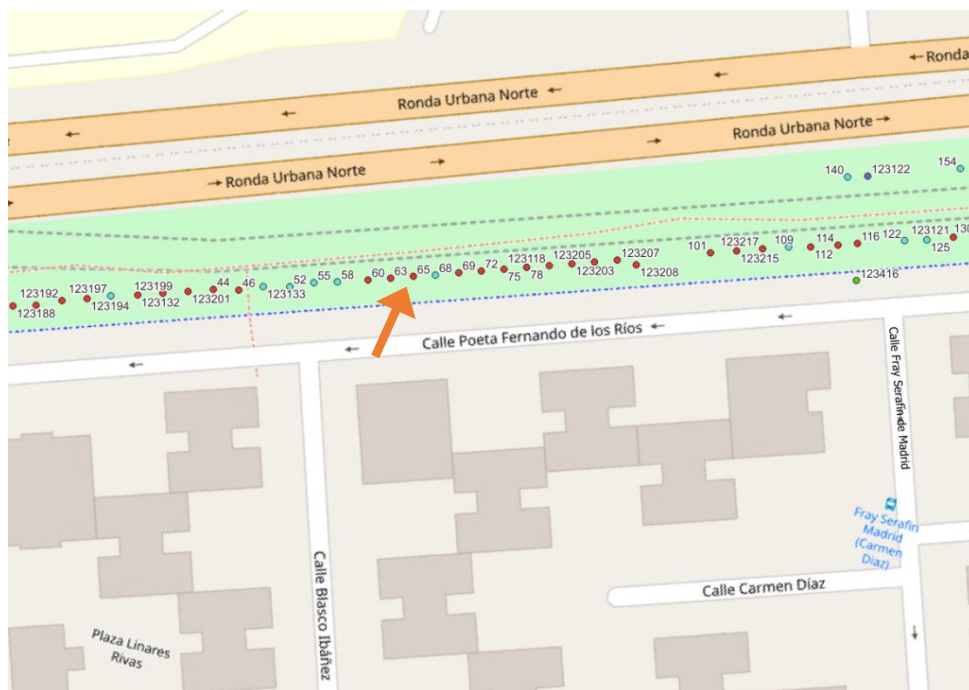 Ronda
Ronda Urbana Norte
Ronda Urbana Norte
Ronda Urbana Norte
140
123122
154
123192
123188
123197
123194
123199
123132
123201
44
46
123133
52
55
58
60
63
65
68
69
72
75
123118
78
123205
123203
123207
123208
101
123217
123215
109
114
112
116
122
123121
125
130
123416
Calle Poeta Fernando de los Ríos
Calle Fray Serafín de Madrid
Fray Serafín
Madrid
(Carmen
Díaz)
Calle Carmen Díaz
Calle Blasco Ibáñez
Plaza Linares
Rivas